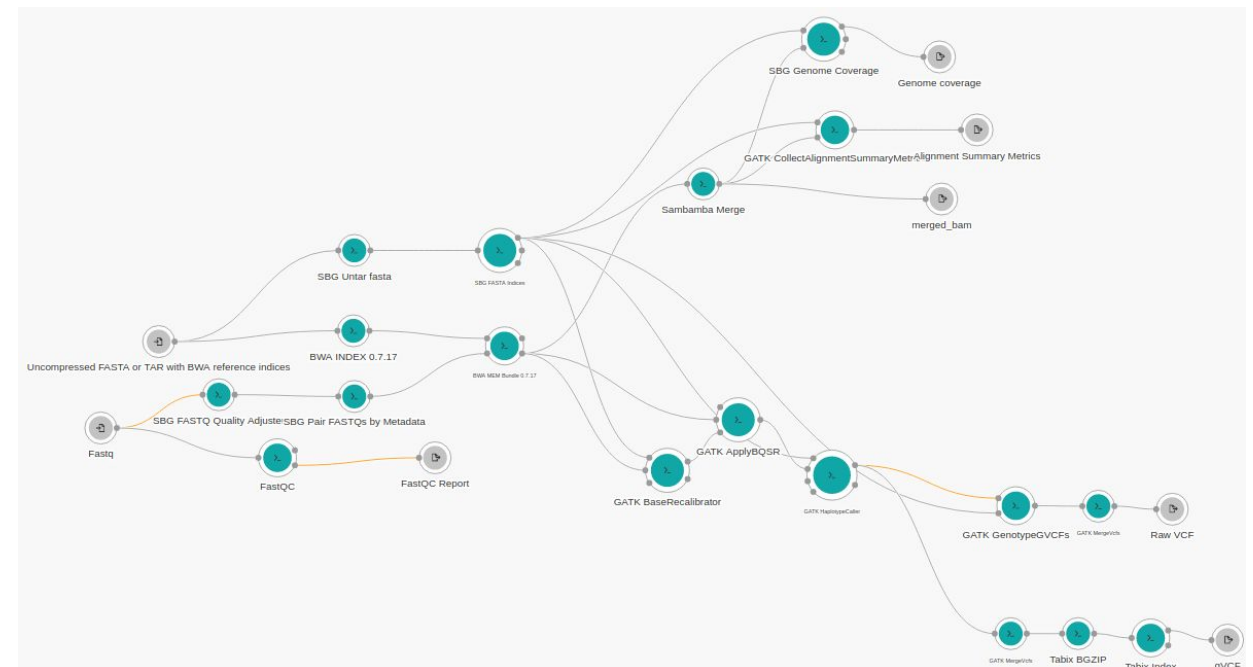 SBG Genome Coverage
Genome coverage
GATK CollectAlignmentSummaryMetr
Alignment Summary Metrics
Sambamba Merge
merged_bam
SBG Untar fasta
SBG FASTA Indices
Uncompressed FASTA or TAR with BWA reference indices
BWA INDEX 0.7.17
BWA MEM Bundle 0.7.17
SBG FASTQ Quality Adjuste
SBG Pair FASTQs by Metadata
Fastq
FastQC
FastQC Report
GATK ApplyBQSR
GATK BaseRecalibrator
GATK HaplotypeCaller
GATK GenotypeGVCFs
GATK MergeVcfs
Raw VCF
GATK MergeVcfs
Tabix BGZIP
Tabix Index
gVCF